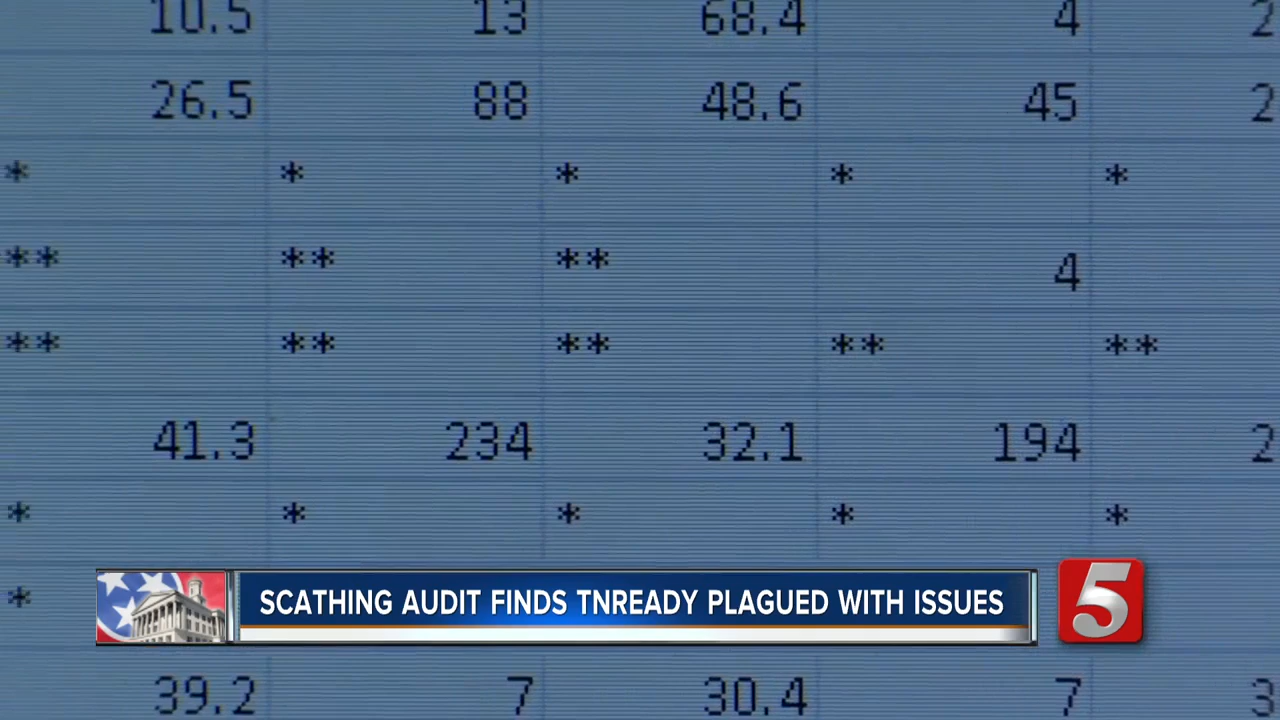 10.5 13 68.4 4 2
26.5 88 48.6 45 2
* * * * *
** ** ** 4
** ** ** ** **
41.3 234 32.1 194 2
* * * * *
*
SCATHING AUDIT FINDS TNREADY PLAGUED WITH ISSUES
5
39.2 7 30.4 7 3